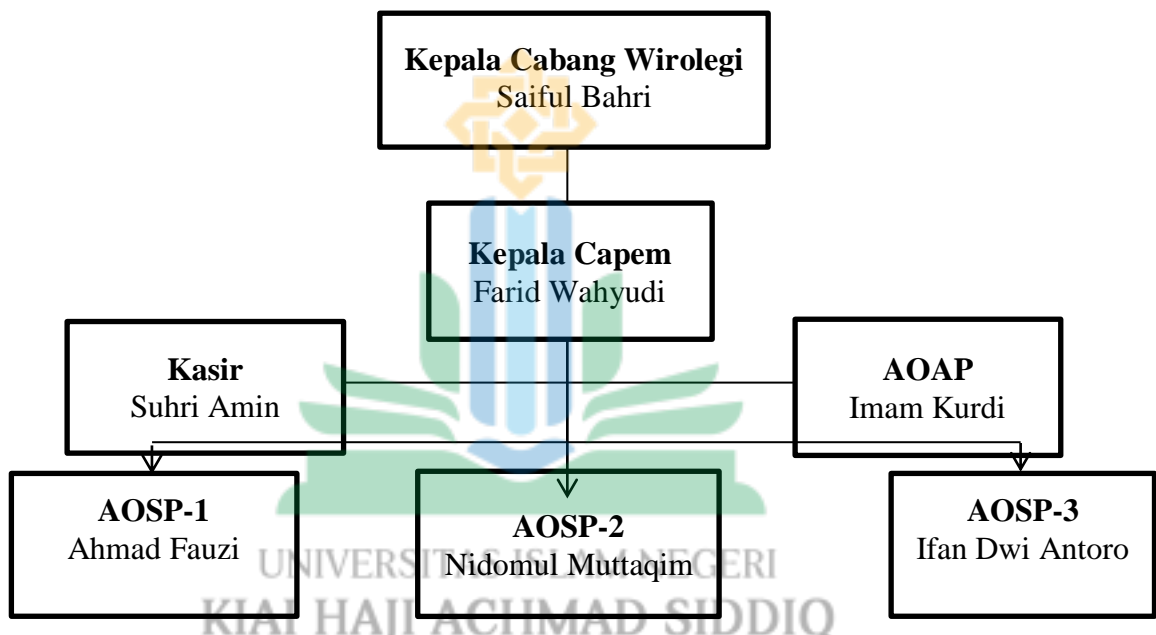 Kepala Cabang Wirolegi
Saiful Bahri
Kepala Capem
Farid Wahyudi
Kasir
Suhri Amin
AOAP
Imam Kurdi
AOSP-1
Ahmad Fauzi
AOSP-2
Nidomul Muttaqim
AOSP-3
Ifan Dwi Antoro
UNIVERSITAS ISLAM NEGERI
KIAI HAJI ACHMAD SIDDIQ